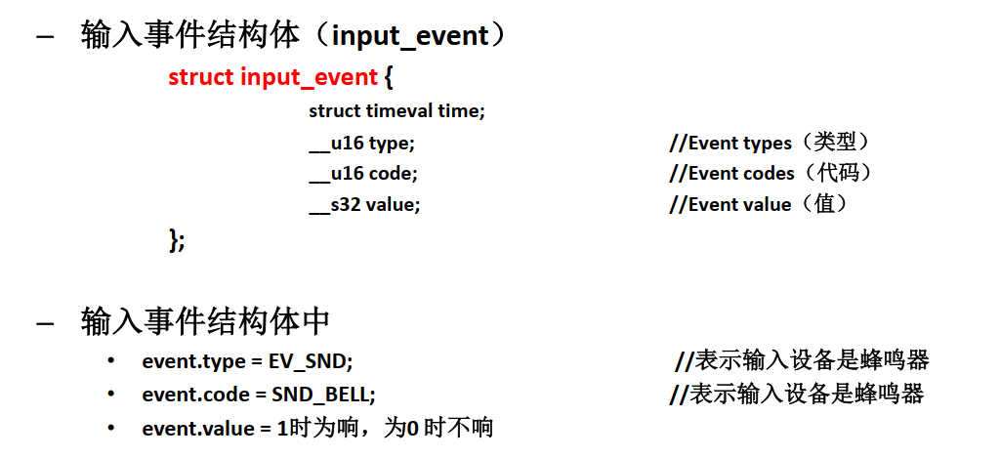 – 输入事件结构体（input_event）
struct input_event {
struct timeval time;
__u16 type; //Event types（类型）
__u16 code; //Event codes（代码）
__s32 value; //Event value（值）
};
– 输入事件结构体中
• event.type = EV_SND; //表示输入设备是蜂鸣器
• event.code = SND_BELL; //表示输入设备是蜂鸣器
• event.value = 1时为响，为0 时不响